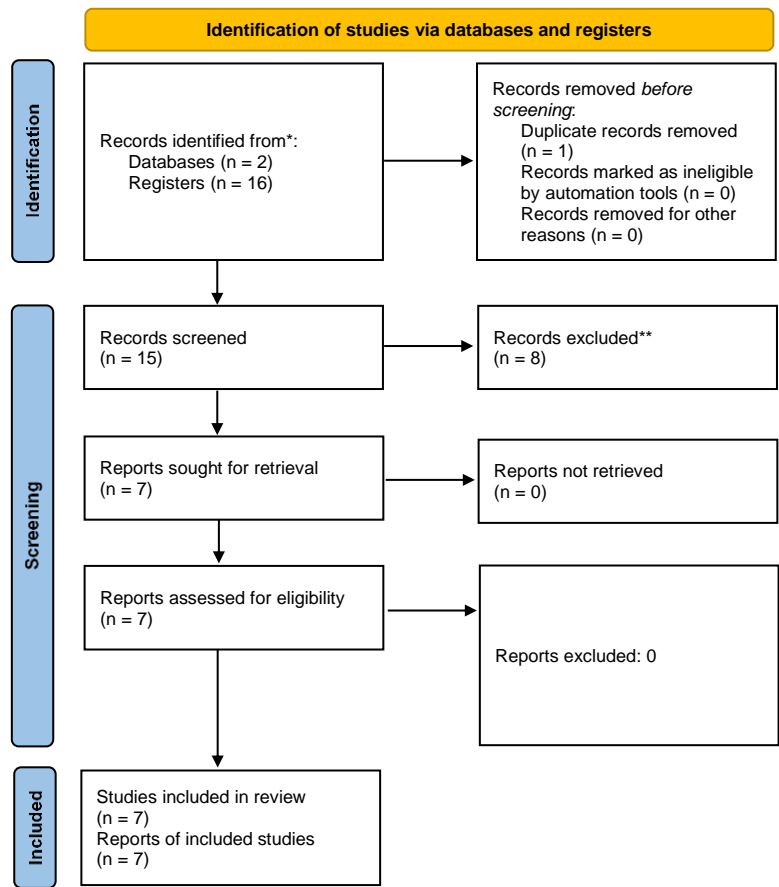 Identification of studies via databases and registers
Identification
Records identified from*:
Databases (n = 2)
Registers (n = 16)
Records removed before
screening:
Duplicate records removed
(n = 1)
Records marked as ineligible
by automation tools (n = 0)
Records removed for other
reasons (n = 0)
Screening
Records screened
(n = 15)
Records excluded**
(n = 8)
Reports sought for retrieval
(n = 7)
Reports not retrieved
(n = 0)
Reports assessed for eligibility
(n = 7)
Reports excluded: 0
Included
Studies included in review
(n = 7)
Reports of included studies
(n = 7)